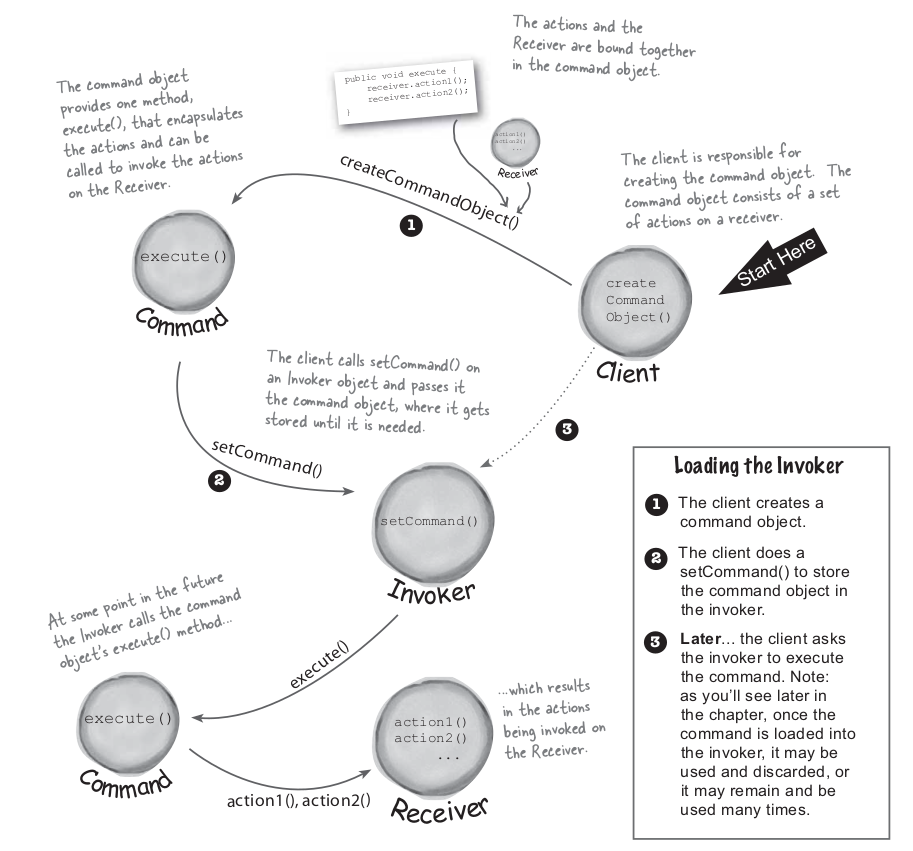 The actions and the
Receiver are bound together
in the command object.
public void execute {
receiver.action1();
receiver.action2();
}
The command object
provides one method,
execute(), that encapsulates
the actions and can be
called to invoke the actions
on the Receiver.
action1()
action2()
...
Receiver
createCommandObject()
1
The client is responsible for
creating the command object. The
command object consists of a set
of actions on a receiver.
Start Here
execute()
Command
create
Command
Object()
Client
The client calls setCommand() on
an Invoker object and passes it
the command object, where it gets
stored until it is needed.
3
setCommand()
2
setCommand()
Invoker
Loading the Invoker
1 The client creates a
command object.
2 The client does a
setCommand() to store
the command object in
the invoker.
3 Later... the client asks
the invoker to execute
the command. Note:
as you'll see later in
the chapter, once the
command is loaded into
the invoker, it may be
used and discarded, or
it may remain and be
used many times.
At some point in the future
the Invoker calls the command
object's execute() method...
execute()
execute()
Command
action1(), action2()
action1()
action2()
...
Receiver
...which results
in the actions
being invoked on
the Receiver.